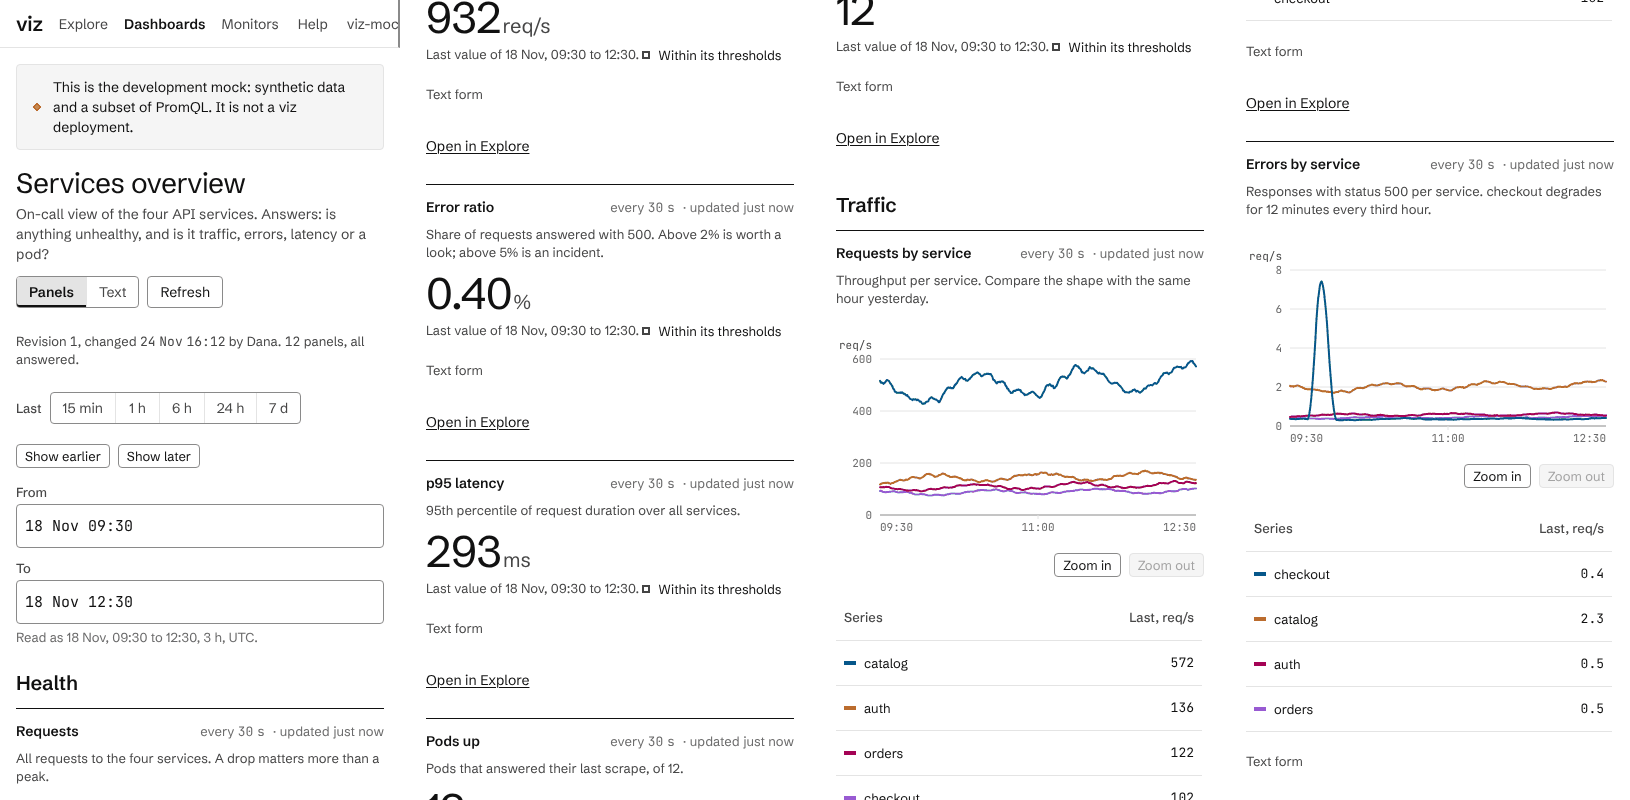 viz Explore Dashboards Monitors Help viz-moc
This is the development mock: synthetic data
and a subset of PromQL. It is not a viz
deployment.
Services overview
On-call view of the four API services. Answers: is
anything unhealthy, and is it traffic, errors, latency or a
pod?
Panels Text Refresh
Revision 1, changed 24 Nov 16:12 by Dana. 12 panels, all
answered.
Last 15 min 1 h 6 h 24 h 7 d
Show earlier Show later
From
18 Nov 09:30
To
18 Nov 12:30
Read as 18 Nov, 09:30 to 12:30, 3 h, UTC.
Health
Requests every 30 s · updated just now
All requests to the four services. A drop matters more than a
peak.
932 req/s
Last value of 18 Nov, 09:30 to 12:30. Within its thresholds
Text form
Open in Explore
Error ratio every 30 s · updated just now
Share of requests answered with 500. Above 2% is worth a
look; above 5% is an incident.
0.40 %
Last value of 18 Nov, 09:30 to 12:30. Within its thresholds
Text form
Open in Explore
p95 latency every 30 s · updated just now
95th percentile of request duration over all services.
293 ms
Last value of 18 Nov, 09:30 to 12:30. Within its thresholds
Text form
Open in Explore
Pods up every 30 s · updated just now
Pods that answered their last scrape, of 12.
12
Last value of 18 Nov, 09:30 to 12:30. Within its thresholds
Text form
Open in Explore
Traffic
Requests by service every 30 s · updated just now
Throughput per service. Compare the shape with the same
hour yesterday.
req/s
600
400
200
0
09:30 11:00 12:30
Zoom in Zoom out
Series Last, req/s
catalog 572
auth 136
orders 122
checkout 102
Text form
Open in Explore
Errors by service every 30 s · updated just now
Responses with status 500 per service. checkout degrades
for 12 minutes every third hour.
req/s
8
6
4
2
0
09:30 11:00 12:30
Zoom in Zoom out
Series Last, req/s
checkout 0.4
catalog 2.3
auth 0.5
orders 0.5
Text form